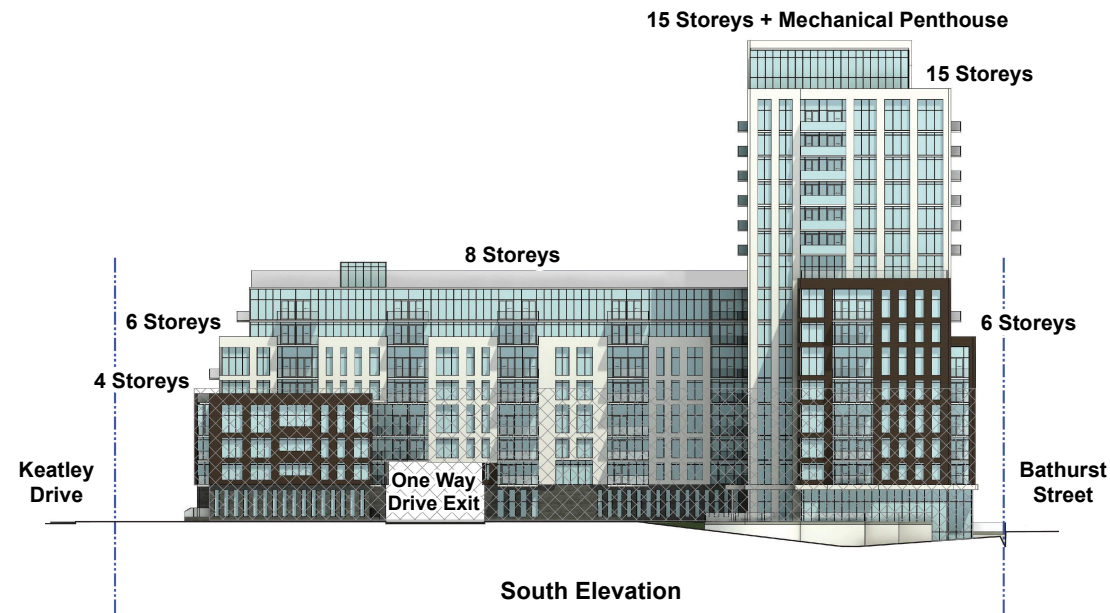 15 Storeys + Mechanical Penthouse
15 Storeys
8 Storeys
6 Storeys
6 Storeys
4 Storeys
Keatley
Drive
One Way
Drive Exit
Bathurst
Street
South Elevation